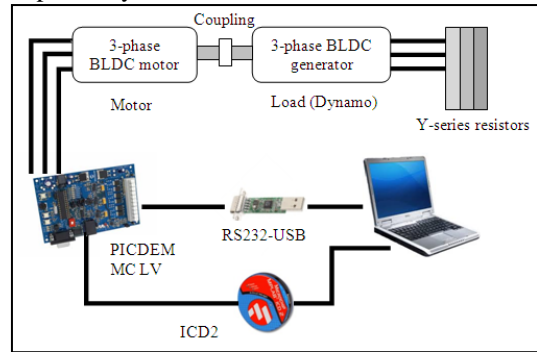 Coupling
3-phase
BLDC motor
3-phase BLDC
generator
Motor
Load (Dynamo)
Y-series resistors
RS232-USB
PICDEM
MC LV
ICD2